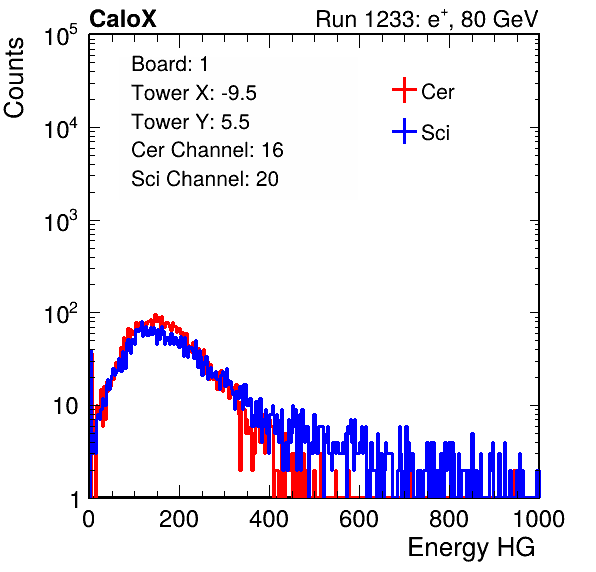 CaloX Run 1233: e⁺, 80 GeV
Counts
Board: 1
Tower X: -9.5
Tower Y: 5.5
Cer Channel: 16
Sci Channel: 20
Cer
Sci
10⁵
10⁴
10³
10²
10
1
0 200 400 600 800 1000
Energy HG